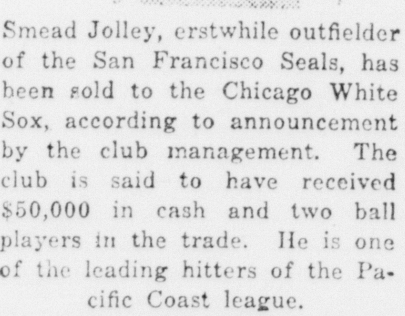 Smead Jolley, erstwhile outfielder
of the San Francisco Seals, has
been sold to the Chicago White
Sox, according to announcement
by the club management. The
club is said to have received
$50,000 in cash and two ball
players in the trade. He is one
of the leading hitters of the Pa-
cific Coast league.